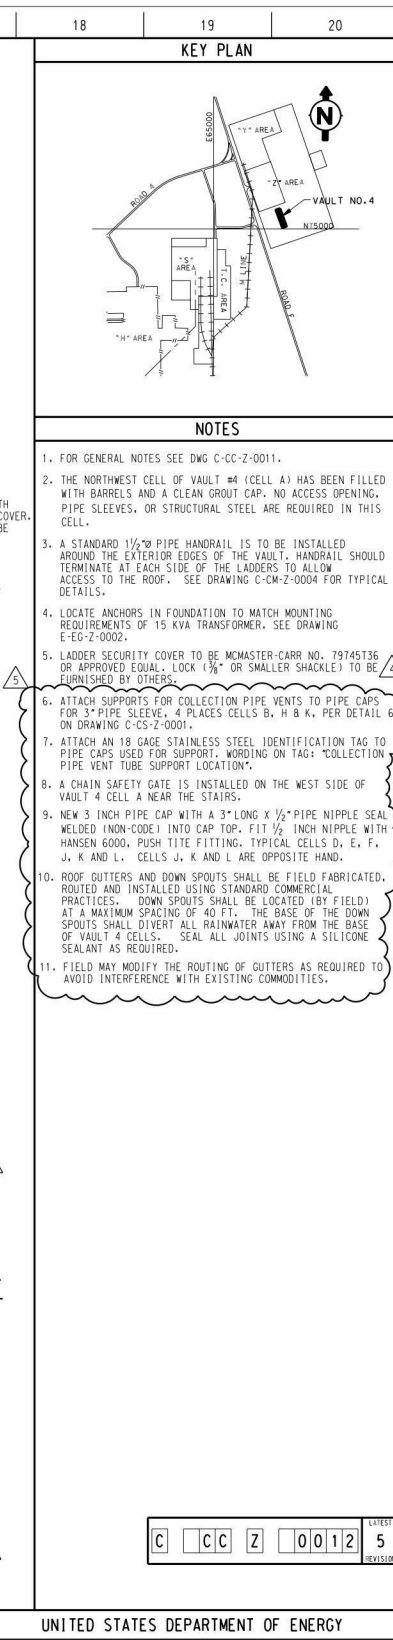 18 19 20
KEY PLAN
N
E65000
"Y" AREA
"Z" AREA
ROAD 4
VAULT NO.4
N75000
"S"
AREA
T.C. AREA
M LINE
ROAD F
"H" AREA
NOTES
1. FOR GENERAL NOTES SEE DWG C-CC-Z-0011.
2. THE NORTHWEST CELL OF VAULT #4 (CELL A) HAS BEEN FILLED
WITH BARRELS AND A CLEAN GROUT CAP. NO ACCESS OPENING,
PIPE SLEEVES, OR STRUCTURAL STEEL ARE REQUIRED IN THIS
CELL.
TH
COVER.
BE
3. A STANDARD 1½"Ø PIPE HANDRAIL IS TO BE INSTALLED
AROUND THE EXTERIOR EDGES OF THE VAULT. HANDRAIL SHOULD
TERMINATE AT EACH SIDE OF THE LADDERS TO ALLOW
ACCESS TO THE ROOF. SEE DRAWING C-CM-Z-0004 FOR TYPICAL
DETAILS.
4. LOCATE ANCHORS IN FOUNDATION TO MATCH MOUNTING
REQUIREMENTS OF 15 KVA TRANSFORMER. SEE DRAWING
E-EG-Z-0002.
5. LADDER SECURITY COVER TO BE MCMASTER-CARR NO. 79745T36
OR APPROVED EQUAL. LOCK (⅜" OR SMALLER SHACKLE) TO BE
FURNISHED BY OTHERS.
4
5
6. ATTACH SUPPORTS FOR COLLECTION PIPE VENTS TO PIPE CAPS
FOR 3" PIPE SLEEVE, 4 PLACES CELLS B, H & K, PER DETAIL 6
ON DRAWING C-CS-Z-0001.
7. ATTACH AN 18 GAGE STAINLESS STEEL IDENTIFICATION TAG TO
PIPE CAPS USED FOR SUPPORT. WORDING ON TAG: "COLLECTION
PIPE VENT TUBE SUPPORT LOCATION".
8. A CHAIN SAFETY GATE IS INSTALLED ON THE WEST SIDE OF
VAULT 4 CELL A NEAR THE STAIRS.
9. NEW 3 INCH PIPE CAP WITH A 3" LONG X ½" PIPE NIPPLE SEAL
WELDED (NON-CODE) INTO CAP TOP. FIT ½ INCH NIPPLE WITH
HANSEN 6000, PUSH TITE FITTING. TYPICAL CELLS D, E, F,
J, K AND L. CELLS J, K AND L ARE OPPOSITE HAND.
10. ROOF GUTTERS AND DOWN SPOUTS SHALL BE FIELD FABRICATED,
ROUTED AND INSTALLED USING STANDARD COMMERCIAL
PRACTICES. DOWN SPOUTS SHALL BE LOCATED (BY FIELD)
AT A MAXIMUM SPACING OF 40 FT. THE BASE OF THE DOWN
SPOUTS SHALL DIVERT ALL RAINWATER AWAY FROM THE BASE
OF VAULT 4 CELLS. SEAL ALL JOINTS USING A SILICONE
SEALANT AS REQUIRED.
11. FIELD MAY MODIFY THE ROUTING OF GUTTERS AS REQUIRED TO
AVOID INTERFERENCE WITH EXISTING COMMODITIES.
C CC Z 0012
LATEST
5
REVISION
UNITED STATES DEPARTMENT OF ENERGY